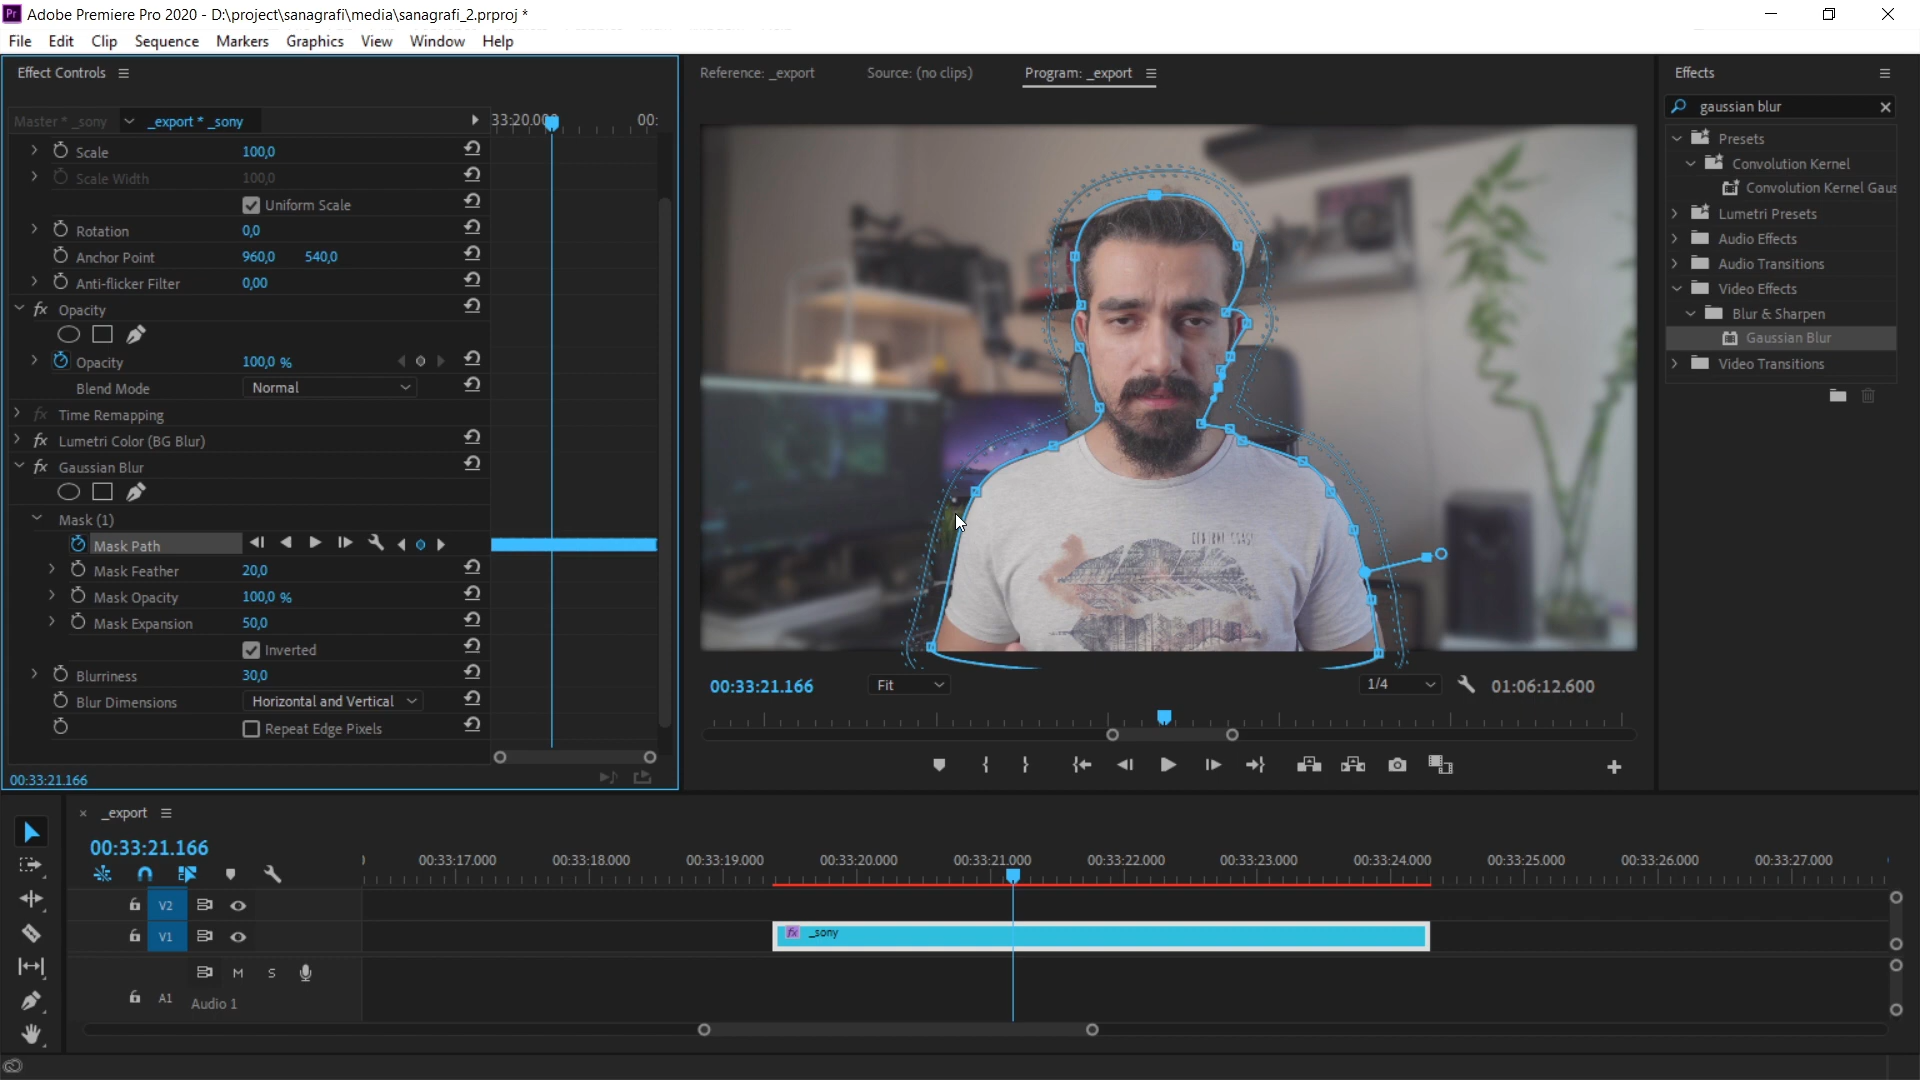 Pr Adobe Premiere Pro 2020 - D:\project\sanagrafi\media\sanagrafi_2.prproj *
File Edit Clip Sequence Markers Graphics View Window Help
Effect Controls
Master * _sony
_export * _sony
33:20.000
00:
Scale 100,0
Scale Width 100,0
Uniform Scale
Rotation 0,0
Anchor Point 960,0 540,0
Anti-flicker Filter 0,00
fx Opacity
Opacity 100,0 %
Blend Mode Normal
fx Time Remapping
fx Lumetri Color (BG Blur)
fx Gaussian Blur
Mask (1)
Mask Path
Mask Feather 20,0
Mask Opacity 100,0 %
Mask Expansion 50,0
Inverted
Blurriness 30,0
Blur Dimensions Horizontal and Vertical
Repeat Edge Pixels
00:33:21.166
Reference: _export
Source: (no clips)
Program: _export
CENTRAL COAST
00:33:21.166 Fit 1/4 01:06:12.600
Effects
gaussian blur
Presets
Convolution Kernel
Convolution Kernel Gaus
Lumetri Presets
Audio Effects
Audio Transitions
Video Effects
Blur & Sharpen
Gaussian Blur
Video Transitions
_export
00:33:21.166
00:33:17.000 00:33:18.000 00:33:19.000 00:33:20.000 00:33:21.000 00:33:22.000 00:33:23.000 00:33:24.000 00:33:25.000 00:33:26.000 00:33:27.000
V2
V1
fx _sony
M S
A1 Audio 1